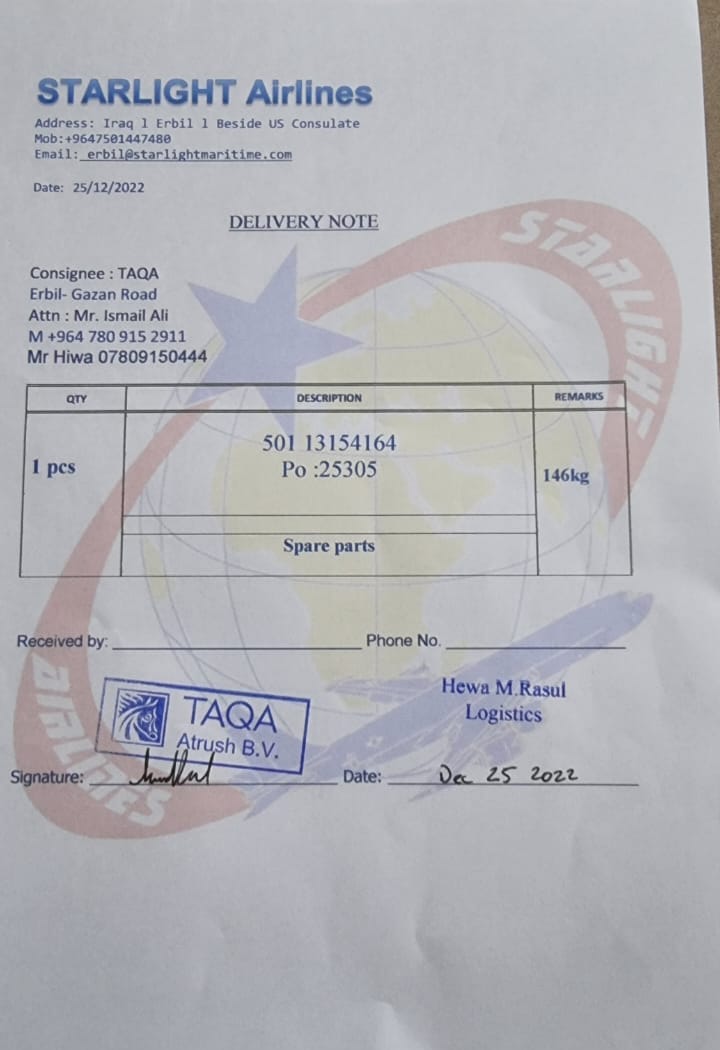 STARLIGHT Airlines
Address: Iraq l Erbil l Beside US Consulate
Mob:+9647501447480
Email: erbil@starlightmaritime.com
Date: 25/12/2022
DELIVERY NOTE
STARLIGHT
Consignee : TAQA
Erbil- Gazan Road
Attn : Mr. Ismail Ali
M +964 780 915 2911
Mr Hiwa 07809150444
QTY DESCRIPTION REMARKS
501 13154164
1 pcs Po :25305 146kg
Spare parts
Received by: Phone No.
AIRLINES
TAQA
Atrush B.V.
Hewa M.Rasul
Logistics
Signature: Date: Dec 25 2022